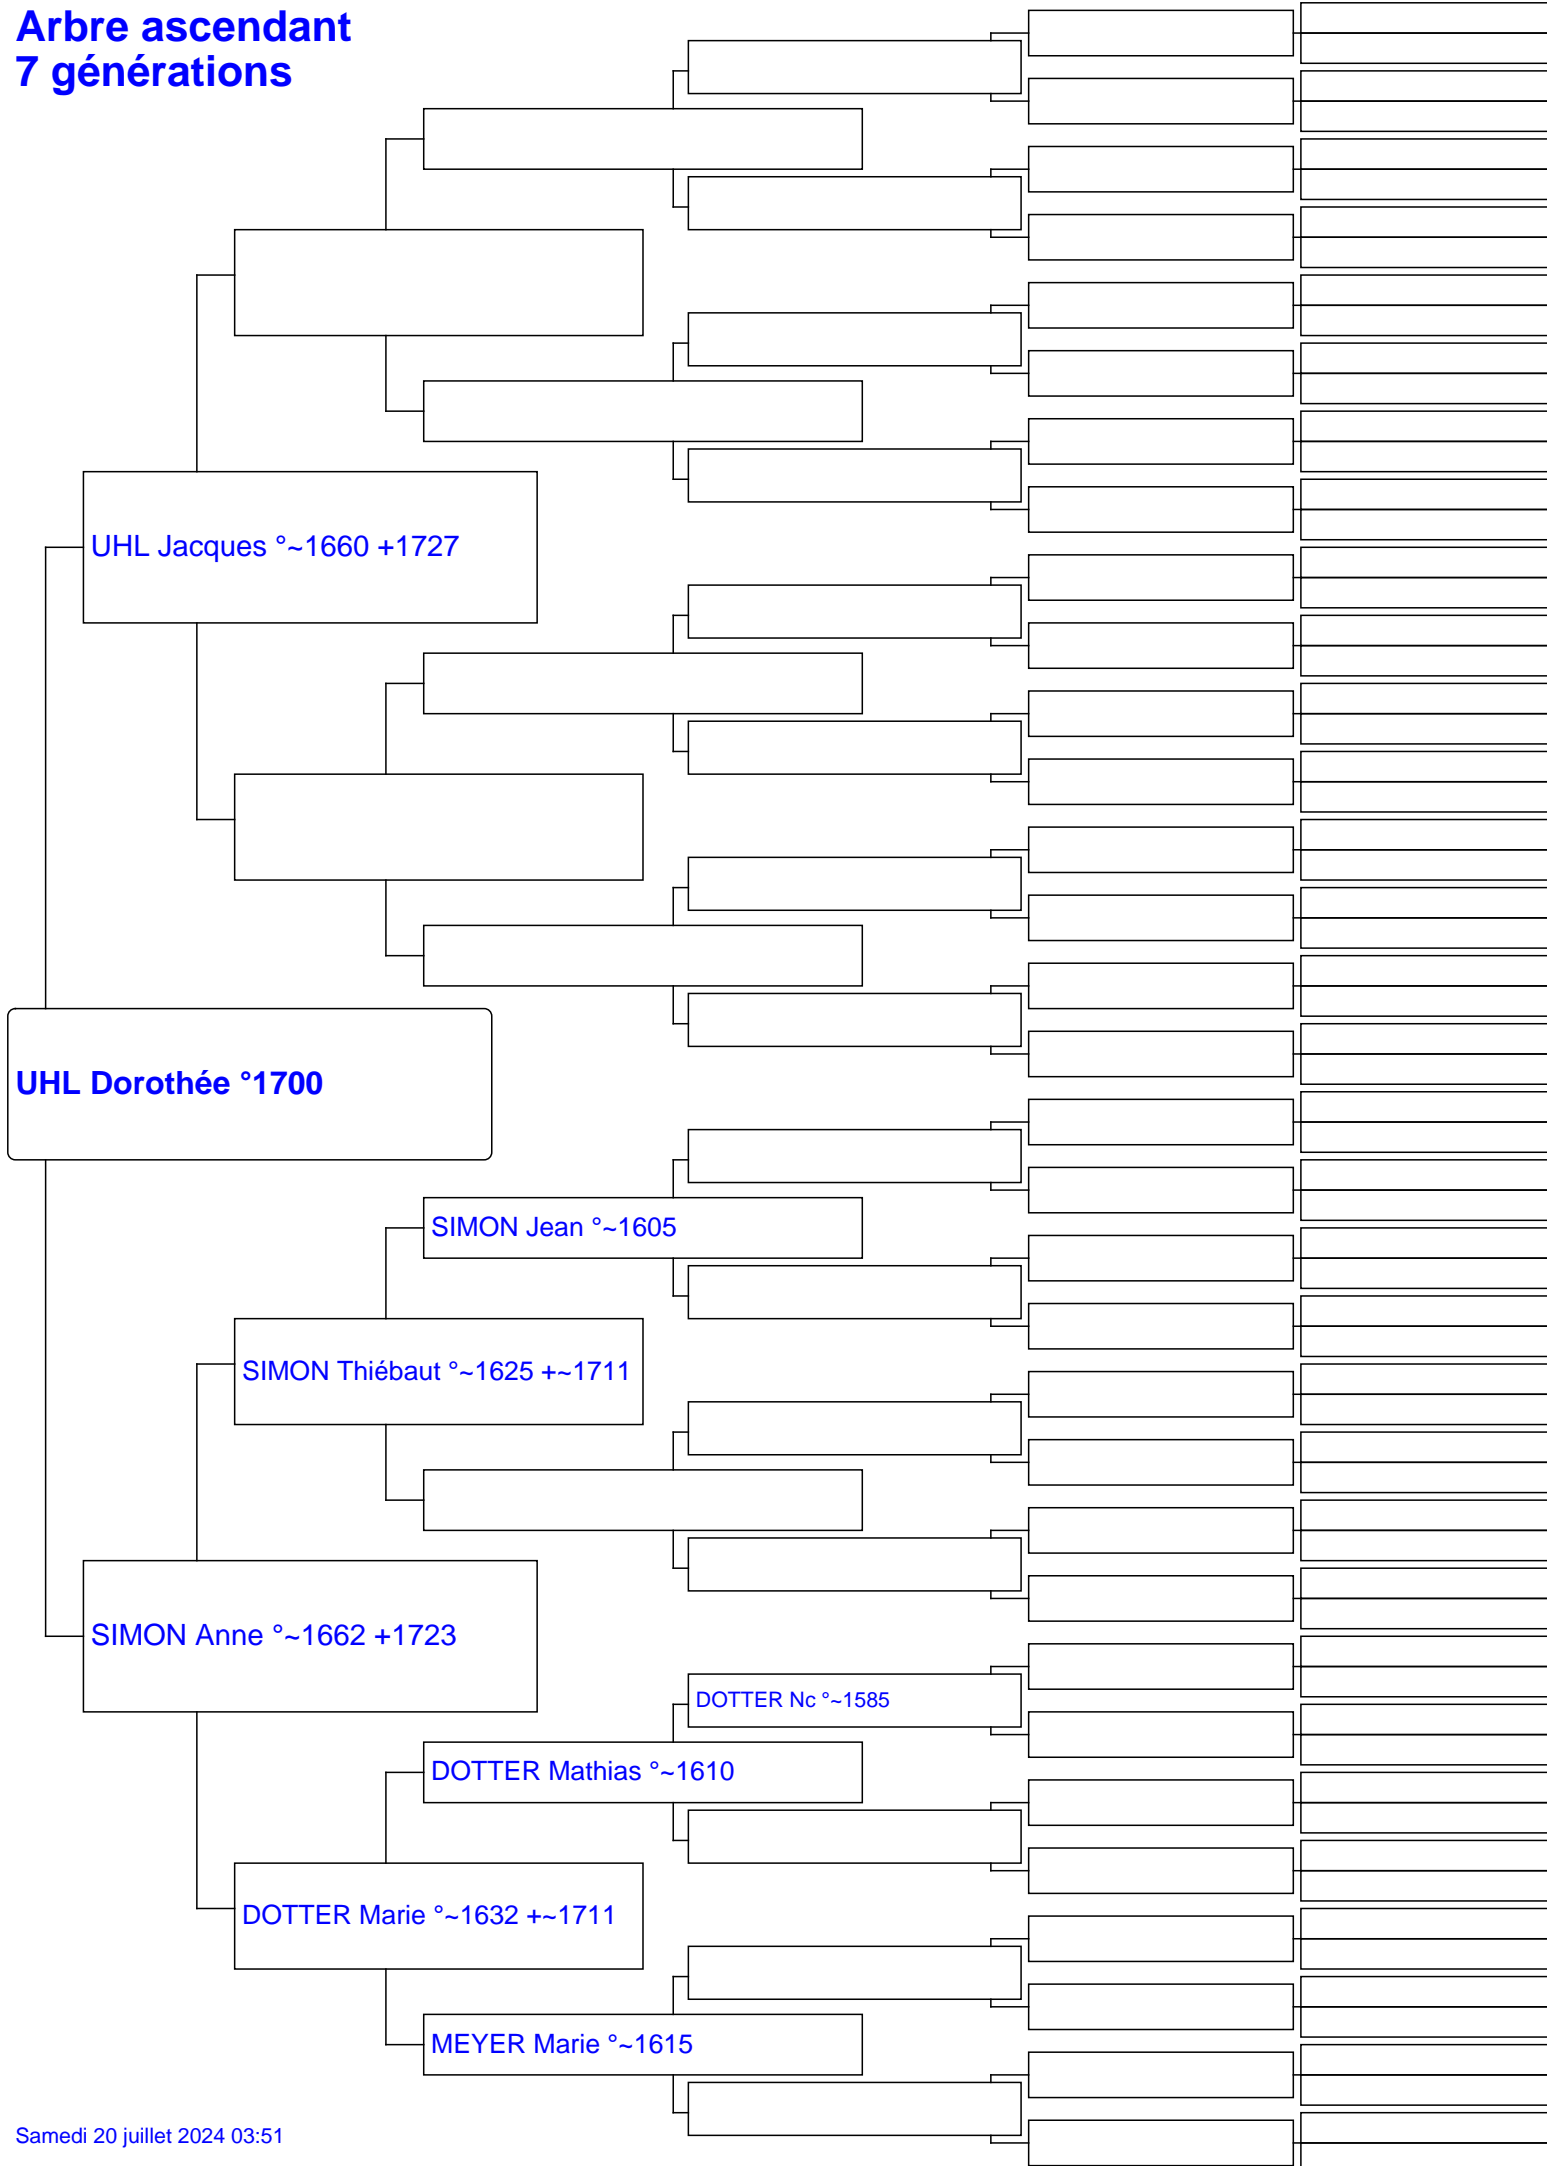 Arbre ascendant
7 générations
UHL Jacques °~1660 +1727
UHL Dorothée °1700
SIMON Jean °~1605
SIMON Thiébaut °~1625 +~1711
SIMON Anne °~1662 +1723
DOTTER Nc °~1585
DOTTER Mathias °~1610
DOTTER Marie °~1632 +~1711
MEYER Marie °~1615
Samedi 20 juillet 2024 03:51